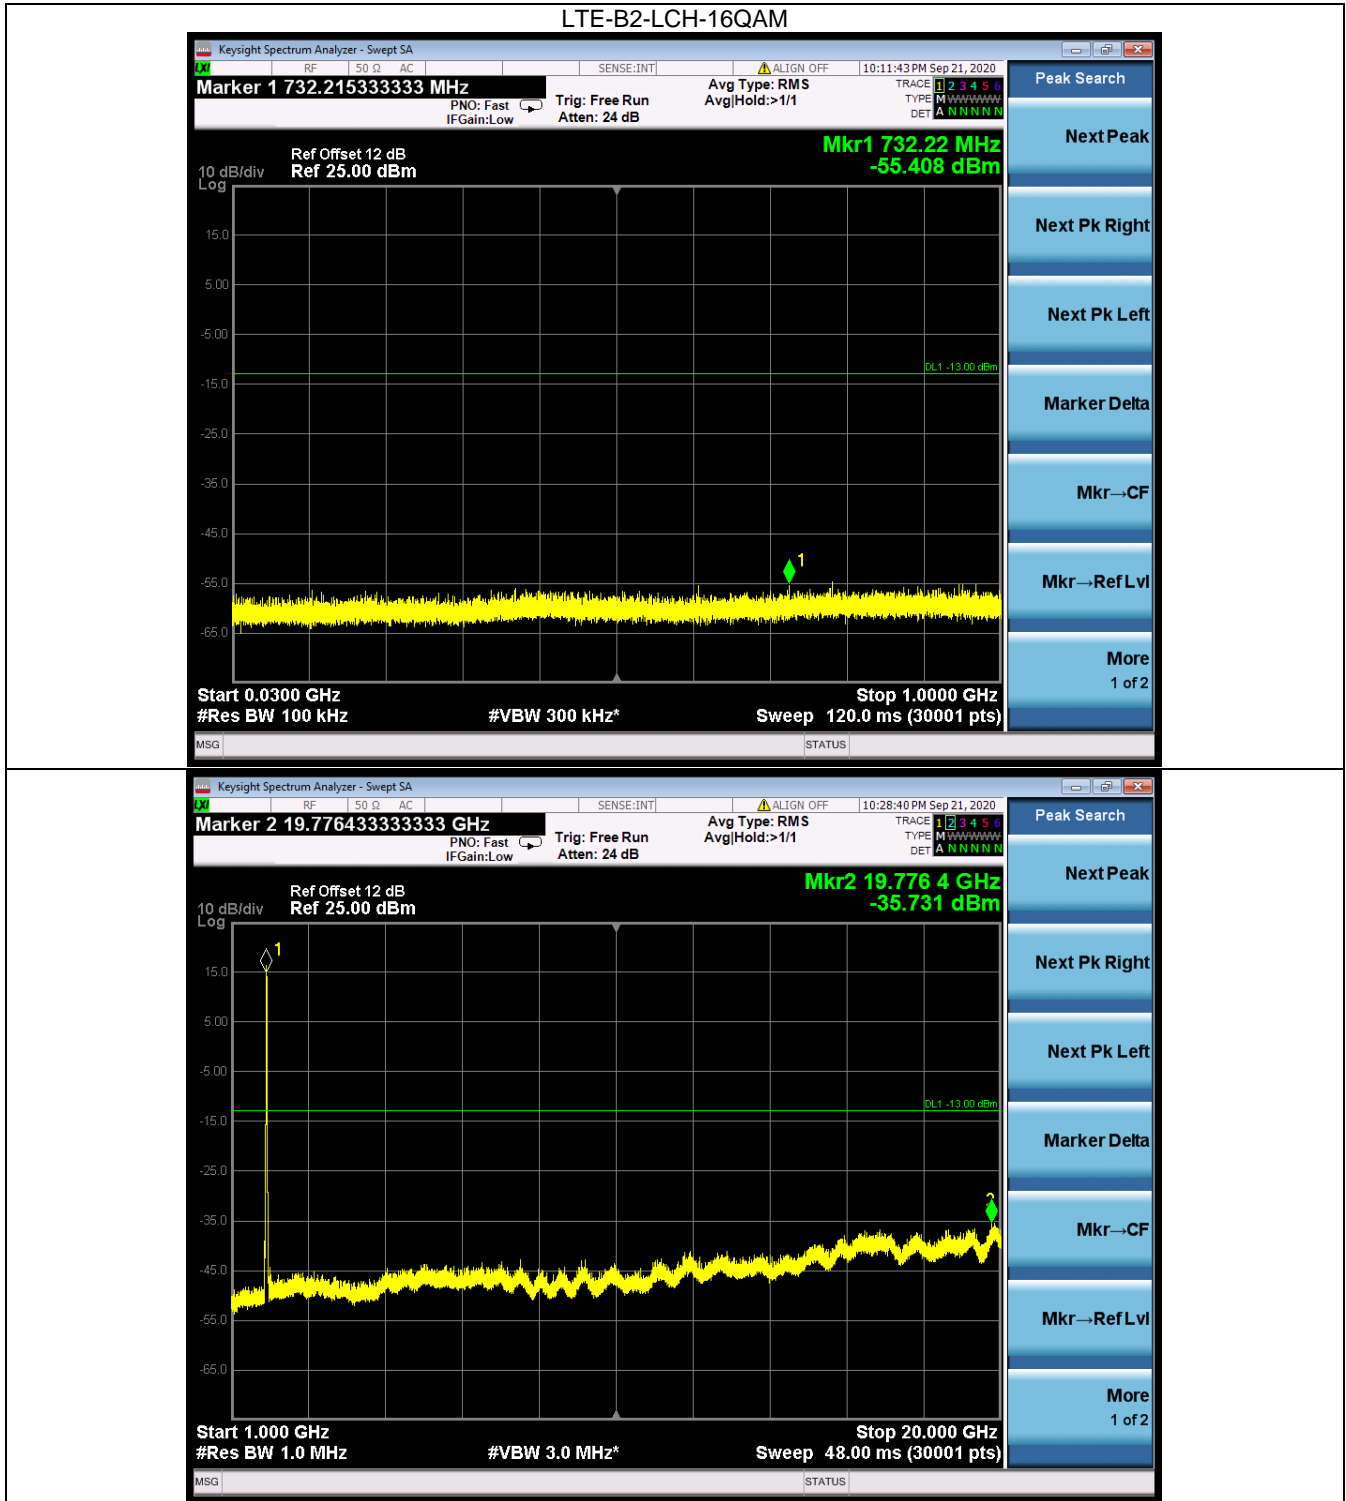 LTE-B2-LCH-16QAM
Keysight Spectrum Analyzer - Swept SA
LXI RF 50 Ω AC SENSE:INT ALIGN OFF 10:11:43 PM Sep 21, 2020
Marker 1 732.215333333 MHz Avg Type: RMS TRACE 1 2 3 4 5 6
PNO: Fast Trig: Free Run Avg|Hold:>1/1 TYPE M WWWWW
IFGain:Low Atten: 24 dB DET A N N N N N
Peak Search
Mkr1 732.22 MHz
-55.408 dBm
Ref Offset 12 dB
10 dB/div Ref 25.00 dBm
Log
15.0
5.00
-5.00
DL1 -13.00 dBm
-15.0
-25.0
-35.0
-45.0
1
-55.0
-65.0
Start 0.0300 GHz Stop 1.0000 GHz
#Res BW 100 kHz #VBW 300 kHz* Sweep 120.0 ms (30001 pts)
MSG STATUS
Next Peak
Next Pk Right
Next Pk Left
Marker Delta
Mkr→CF
Mkr→Ref Lvl
More
1 of 2
Keysight Spectrum Analyzer - Swept SA
LXI RF 50 Ω AC SENSE:INT ALIGN OFF 10:28:40 PM Sep 21, 2020
Marker 2 19.776433333333 GHz Avg Type: RMS TRACE 1 2 3 4 5 6
PNO: Fast Trig: Free Run Avg|Hold:>1/1 TYPE M WWWWW
IFGain:Low Atten: 24 dB DET A N N N N N
Peak Search
Mkr2 19.776 4 GHz
-35.731 dBm
Ref Offset 12 dB
10 dB/div Ref 25.00 dBm
Log
1
15.0
5.00
-5.00
DL1 -13.00 dBm
-15.0
-25.0
2
-35.0
-45.0
-55.0
-65.0
Start 1.000 GHz Stop 20.000 GHz
#Res BW 1.0 MHz #VBW 3.0 MHz* Sweep 48.00 ms (30001 pts)
MSG STATUS
Next Peak
Next Pk Right
Next Pk Left
Marker Delta
Mkr→CF
Mkr→Ref Lvl
More
1 of 2